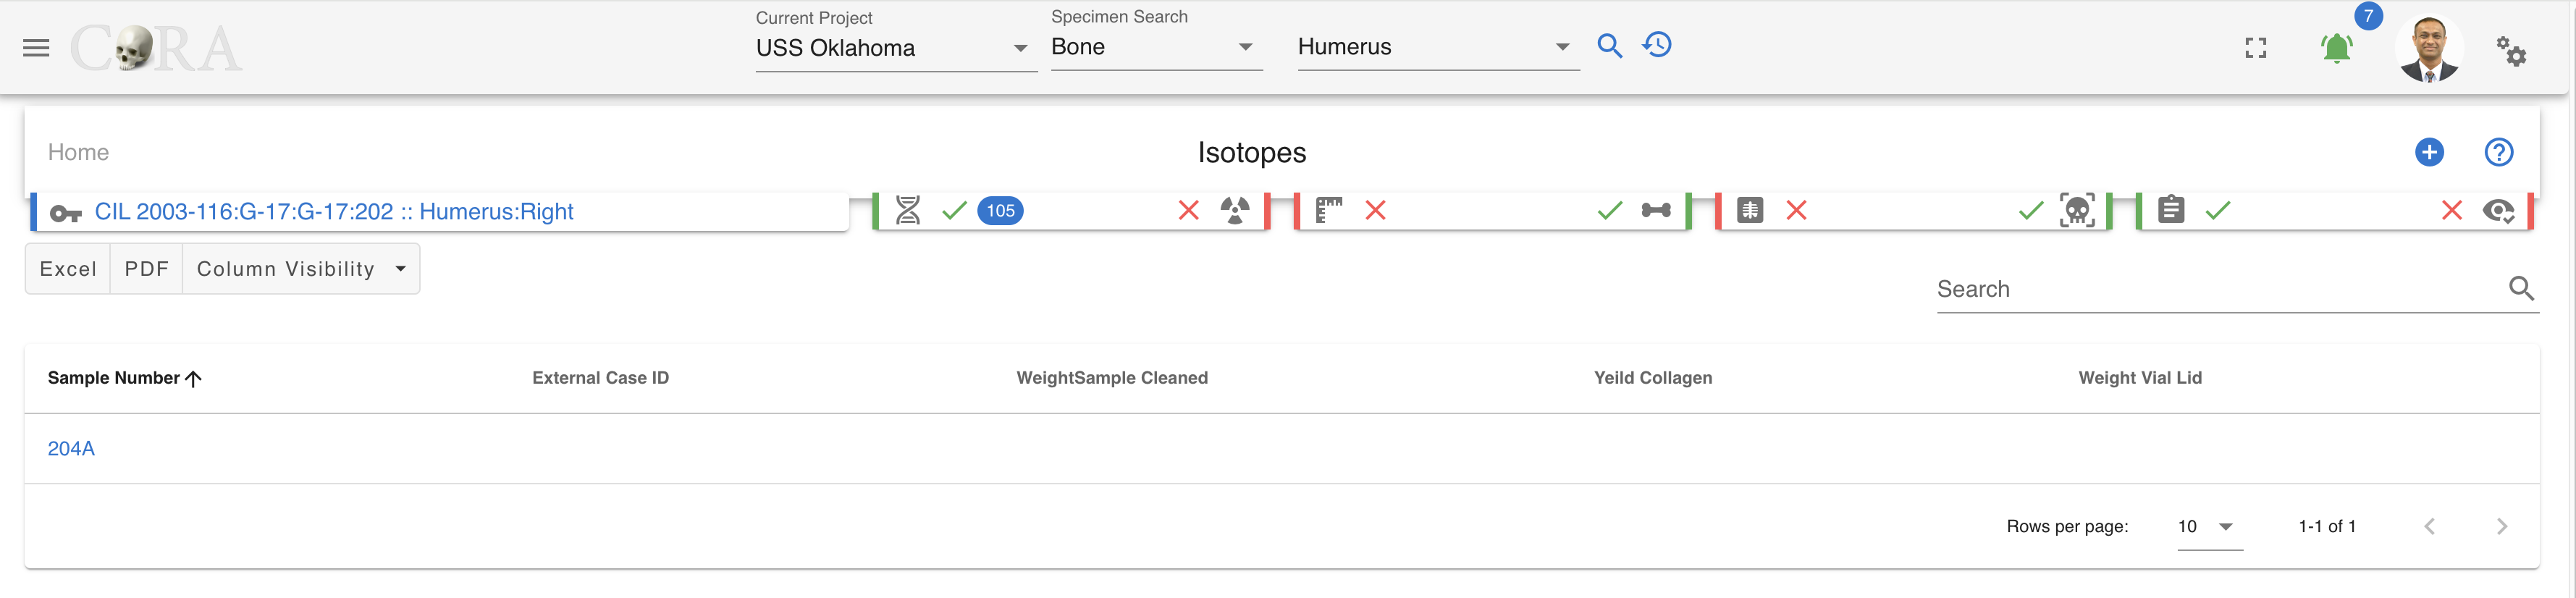 CORA
Current Project
USS Oklahoma
Specimen Search
Bone
Humerus
7
Home
Isotopes
CIL 2003-116:G-17:G-17:202 :: Humerus:Right
105
Excel
PDF
Column Visibility
Search
Sample Number
External Case ID
WeightSample Cleaned
Yeild Collagen
Weight Vial Lid
204A
Rows per page:
10
1-1 of 1